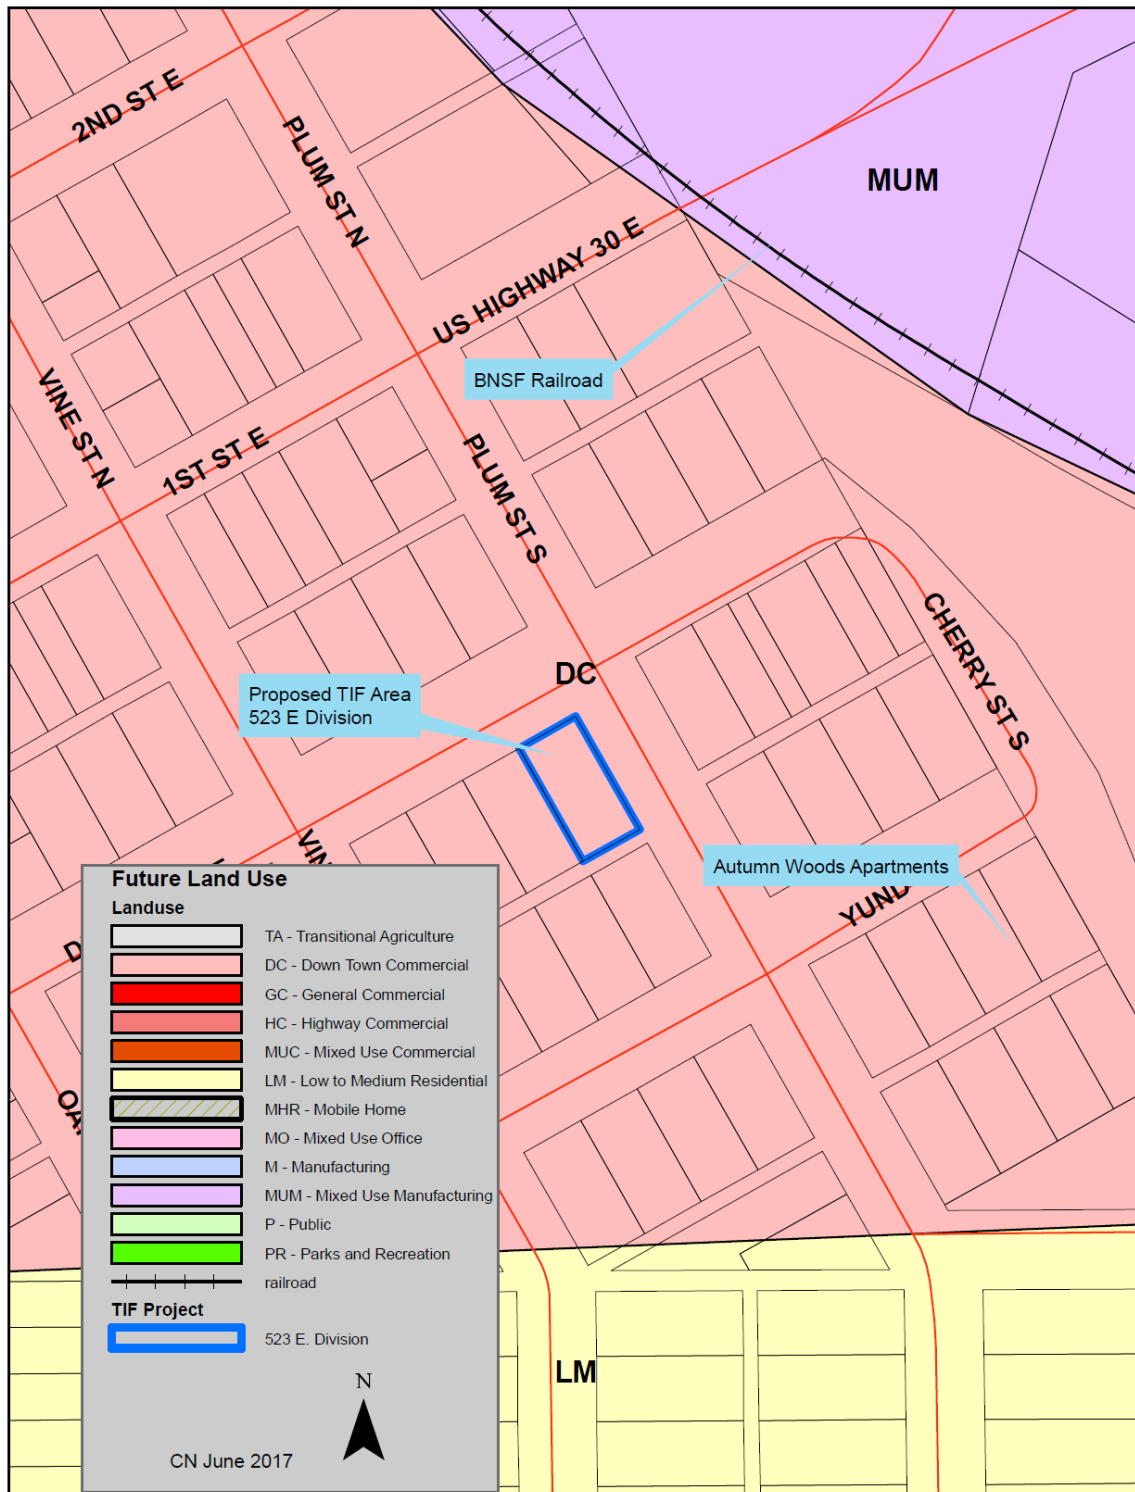 2ND ST E
PLUM ST N
MUM
US HIGHWAY 30 E
BNSF Railroad
VINE ST N
1ST ST E
PLUM ST S
CHERRY ST S
DC
Proposed TIF Area
523 E Division
Autumn Woods Apartments
Future Land Use
Landuse
TA - Transitional Agriculture
DC - Down Town Commercial
GC - General Commercial
HC - Highway Commercial
MUC - Mixed Use Commercial
LM - Low to Medium Residential
MHR - Mobile Home
MO - Mixed Use Office
M - Manufacturing
MUM - Mixed Use Manufacturing
P - Public
PR - Parks and Recreation
railroad
TIF Project
523 E. Division
N
CN June 2017
LM